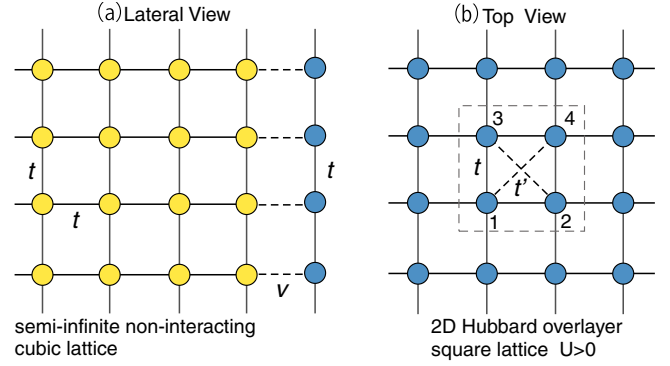 (a) Lateral View
(b) Top View
3 4
t t
t
t t'
1 2
v
semi-infinite non-interacting
cubic lattice
2D Hubbard overlayer
square lattice U>0